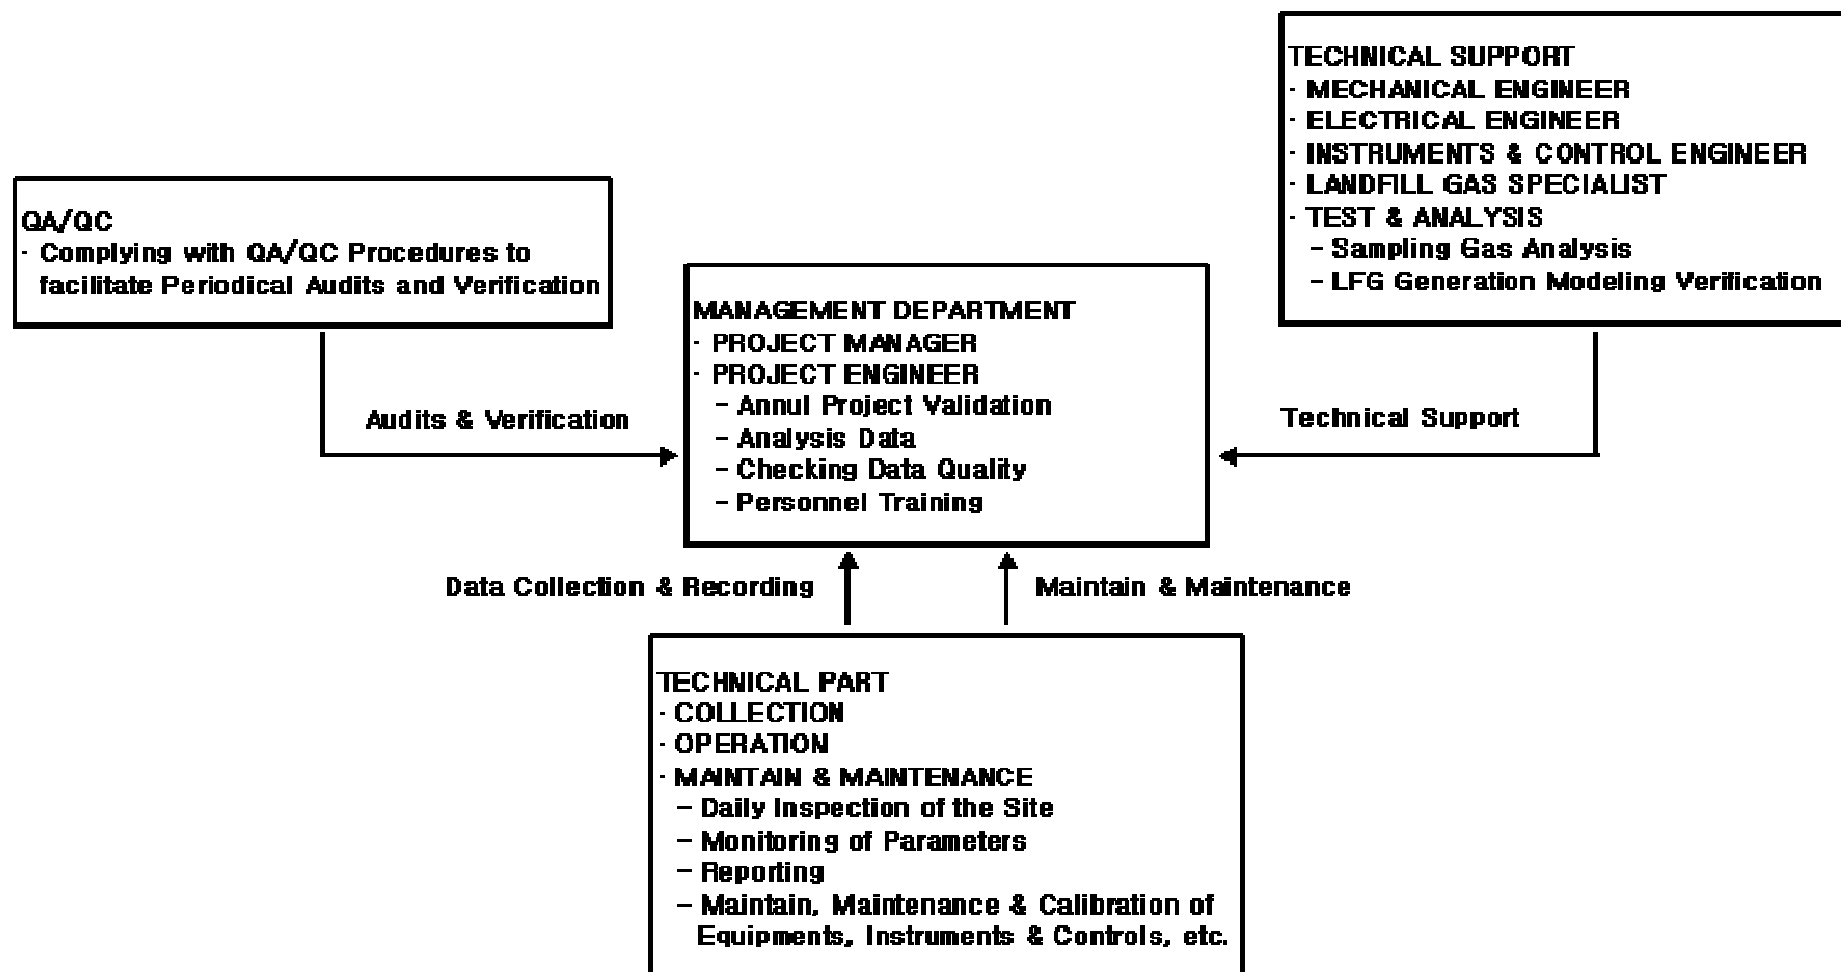 TECHNICAL SUPPORT
· MECHANICAL ENGINEER
· ELECTRICAL ENGINEER
· INSTRUMENTS & CONTROL ENGINEER
· LANDFILL GAS SPECIALIST
· TEST & ANALYSIS
– Sampling Gas Analysis
– LFG Generation Modeling Verification
QA/QC
· Complying with QA/QC Procedures to
facilitate Periodical Audits and Verification
MANAGEMENT DEPARTMENT
· PROJECT MANAGER
· PROJECT ENGINEER
– Annul Project Validation
– Analysis Data
– Checking Data Quality
– Personnel Training
Audits & Verification
Technical Support
Data Collection & Recording
Maintain & Maintenance
TECHNICAL PART
· COLLECTION
· OPERATION
· MAINTAIN & MAINTENANCE
– Daily Inspection of the Site
– Monitoring of Parameters
– Reporting
– Maintain, Maintenance & Calibration of
Equipments, Instruments & Controls, etc.